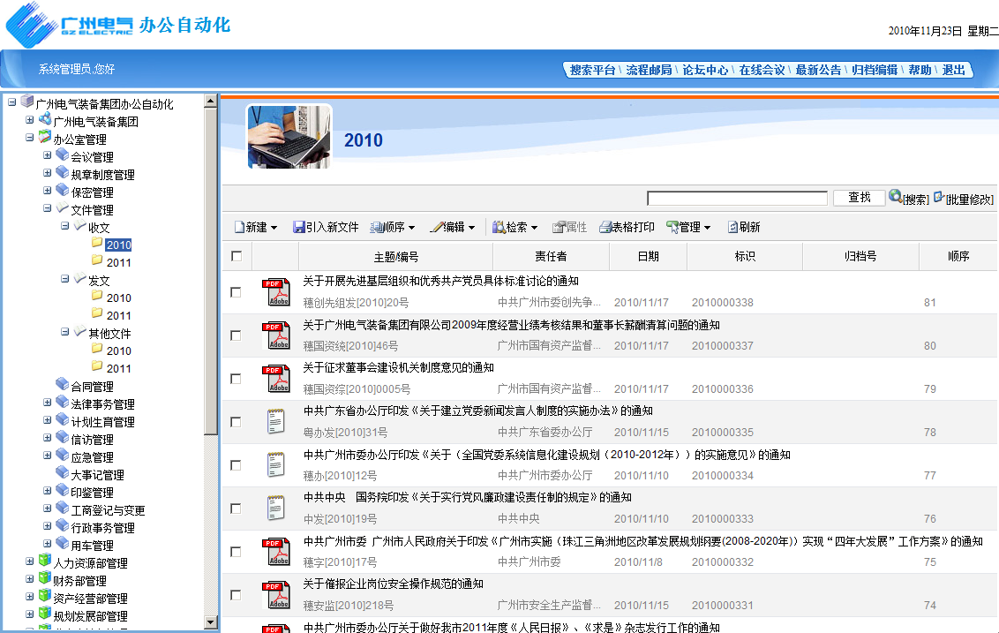 广州电气 办公自动化
GZ ELECTRIC
2010年11月23日 星期二
系统管理员,您好
搜索平台\流程邮局\论坛中心\在线会议\最新公告\归档编辑\帮助\退出
广州电气装备集团办公自动化
广州电气装备集团
办公室管理
会议管理
规章制度管理
保密管理
文件管理
收文
2010
2011
发文
2010
2011
其他文件
2010
2011
合同管理
法律事务管理
计划生育管理
信访管理
应急管理
大事记管理
印鉴管理
工商登记与变更
行政事务管理
用车管理
人力资源部管理
财务部管理
资产经营部管理
规划发展部管理
2010
查找 [搜索] [批量修改]
新建 引入新文件 顺序 编辑 检索 属性 表格打印 管理 刷新
主题/编号 责任者 日期 标识 归档号 顺序
PDF Adobe 关于开展先进基层组织和优秀共产党员具体标准讨论的通知
穗创先组发[2010]20号 中共广州市委创先争... 2010/11/17 2010000338 81
PDF Adobe 关于广州电气装备集团有限公司2009年度经营业绩考核结果和董事长薪酬清算问题的通知
穗国资统[2010]46号 广州市国有资产监督... 2010/11/17 2010000337 80
PDF Adobe 关于征求董事会建设机关制度意见的通知
穗国资综[2010]0005号 广州市国有资产监督... 2010/11/17 2010000336 79
中共广东省办公厅印发《关于建立党委新闻发言人制度的实施办法》的通知
粤办发[2010]31号 中共广东省委办公厅 2010/11/15 2010000335 78
中共广州市委办公厅印发《关于（全国党委系统信息化建设规划（2010-2012年））的实施意见》的通知
穗办[2010]12号 中共广州市委办公厅 2010/11/10 2010000334 77
中共中央　国务院印发《关于实行党风廉政建设责任制的规定》的通知
中发[2010]19号 中共中央 2010/11/10 2010000333 76
PDF Adobe 中共广州市委 广州市人民政府关于印发《广州市实施（珠江三角洲地区改革发展规划纲要(2008-2020年)）实现“四年大发展”工作方案》的通知
穗字[2010]17号 中共广州市委 2010/11/8 2010000332 75
PDF Adobe 关于催报企业岗位安全操作规范的通知
穗安监[2010]218号 广州市安全生产监督... 2010/11/15 2010000331 74
PDF 中共广州市委办公厅关于做好我市2011年度《人民日报》、《求是》杂志发行工作的通知